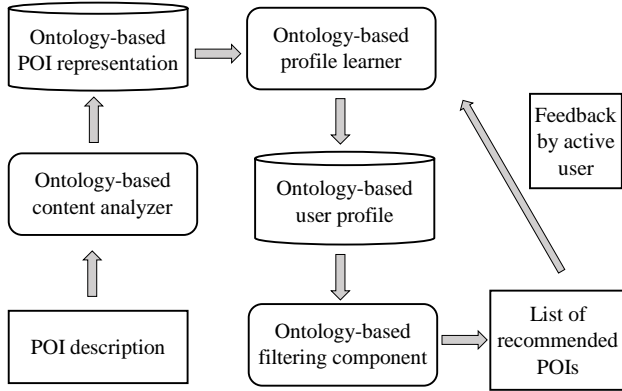 Ontology-based
POI representation
Ontology-based
profile learner
Feedback
by active
user
Ontology-based
content analyzer
Ontology-based
user profile
POI description
Ontology-based
filtering component
List of
recommended
POIs